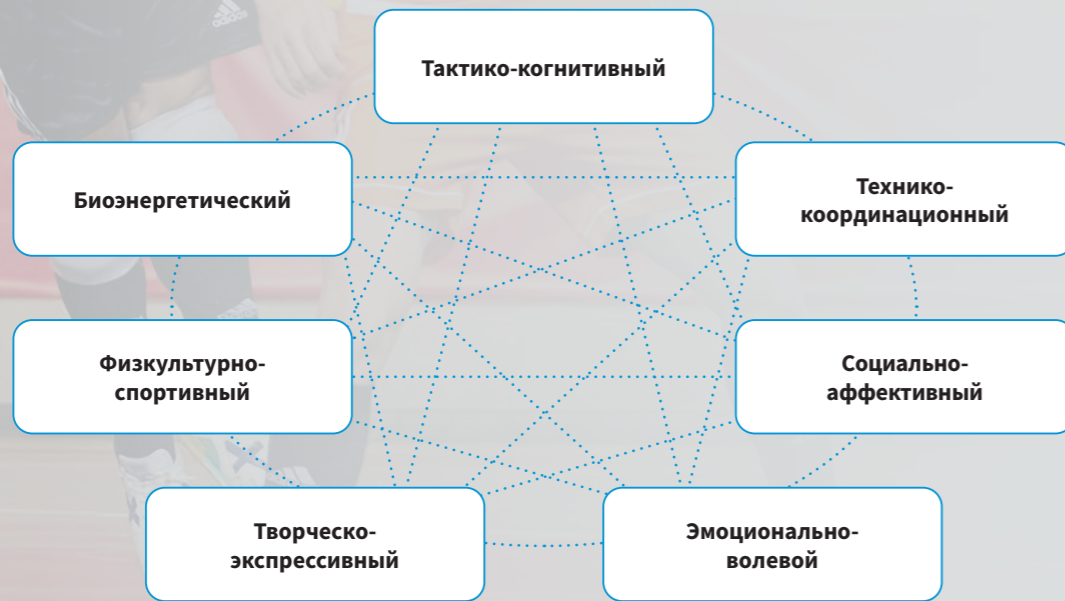 Тактико-когнитивный
Биоэнергетический
Технико-
координационный
Физкультурно-
спортивный
Социально-
аффективный
Творческо-
экспрессивный
Эмоционально-
волевой